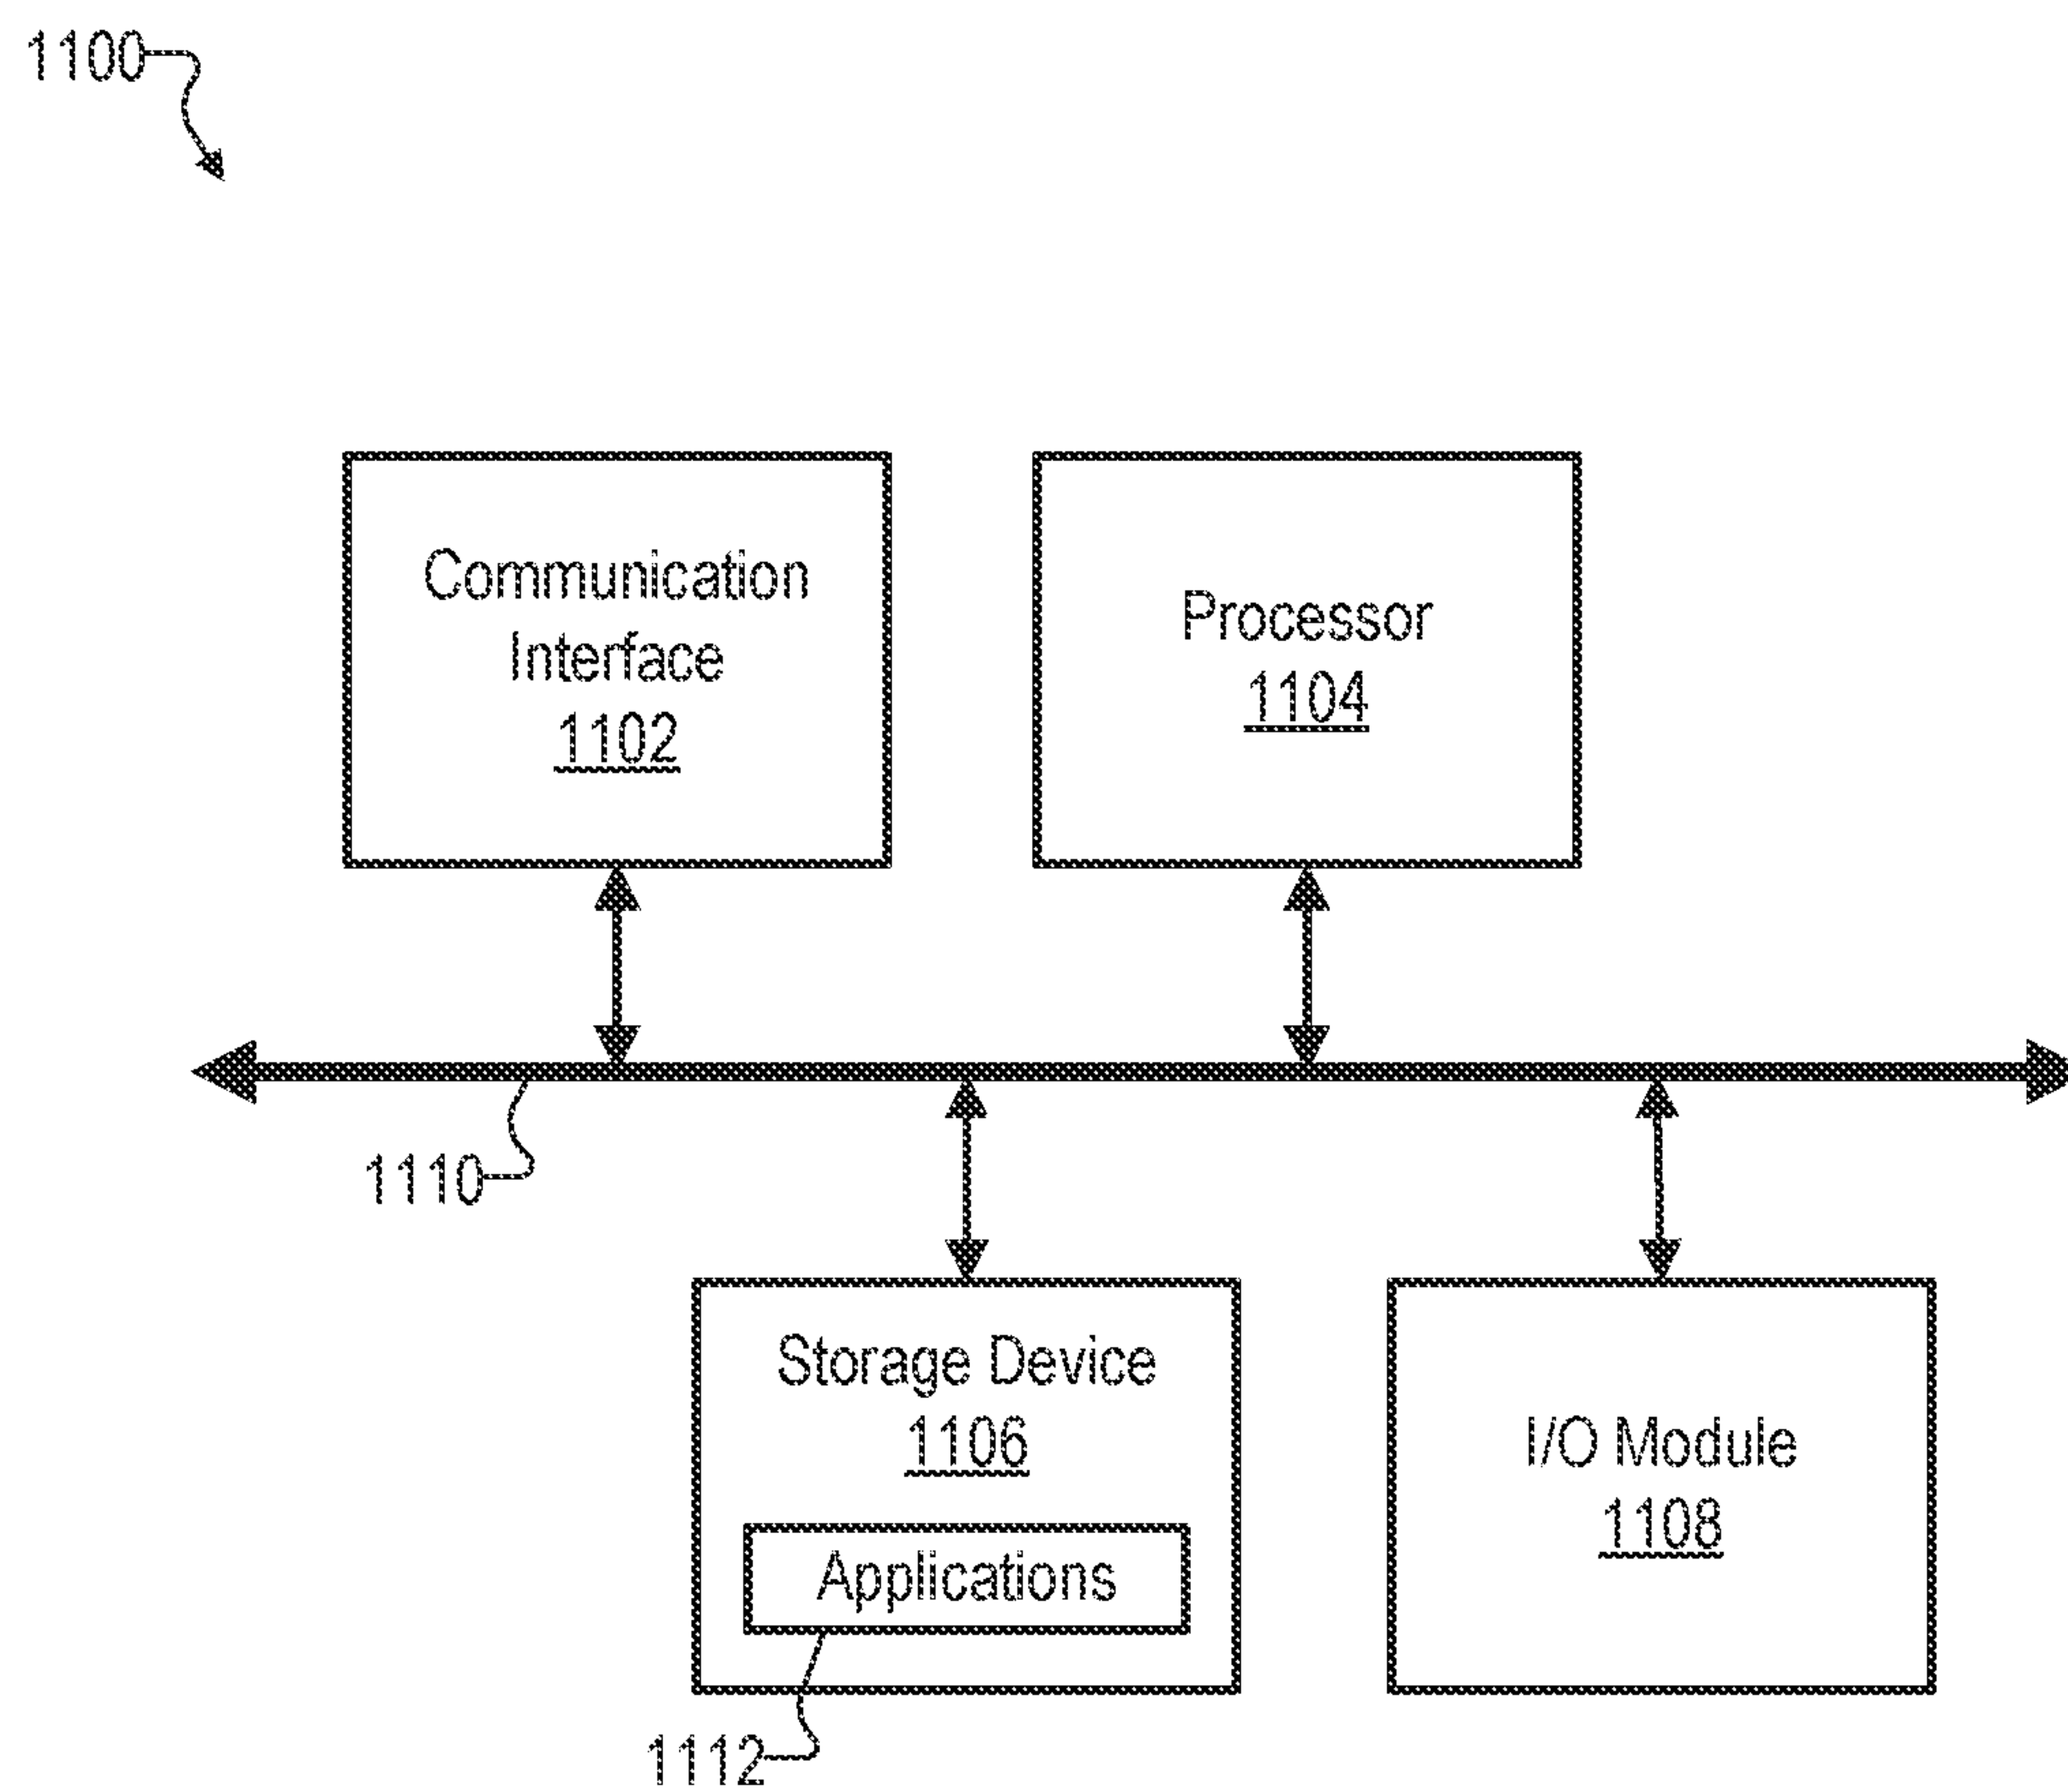 1100
Communication
Interface
1102
Processor
1104
1110
Storage Device
1106
Applications
I/O Module
1108
1112